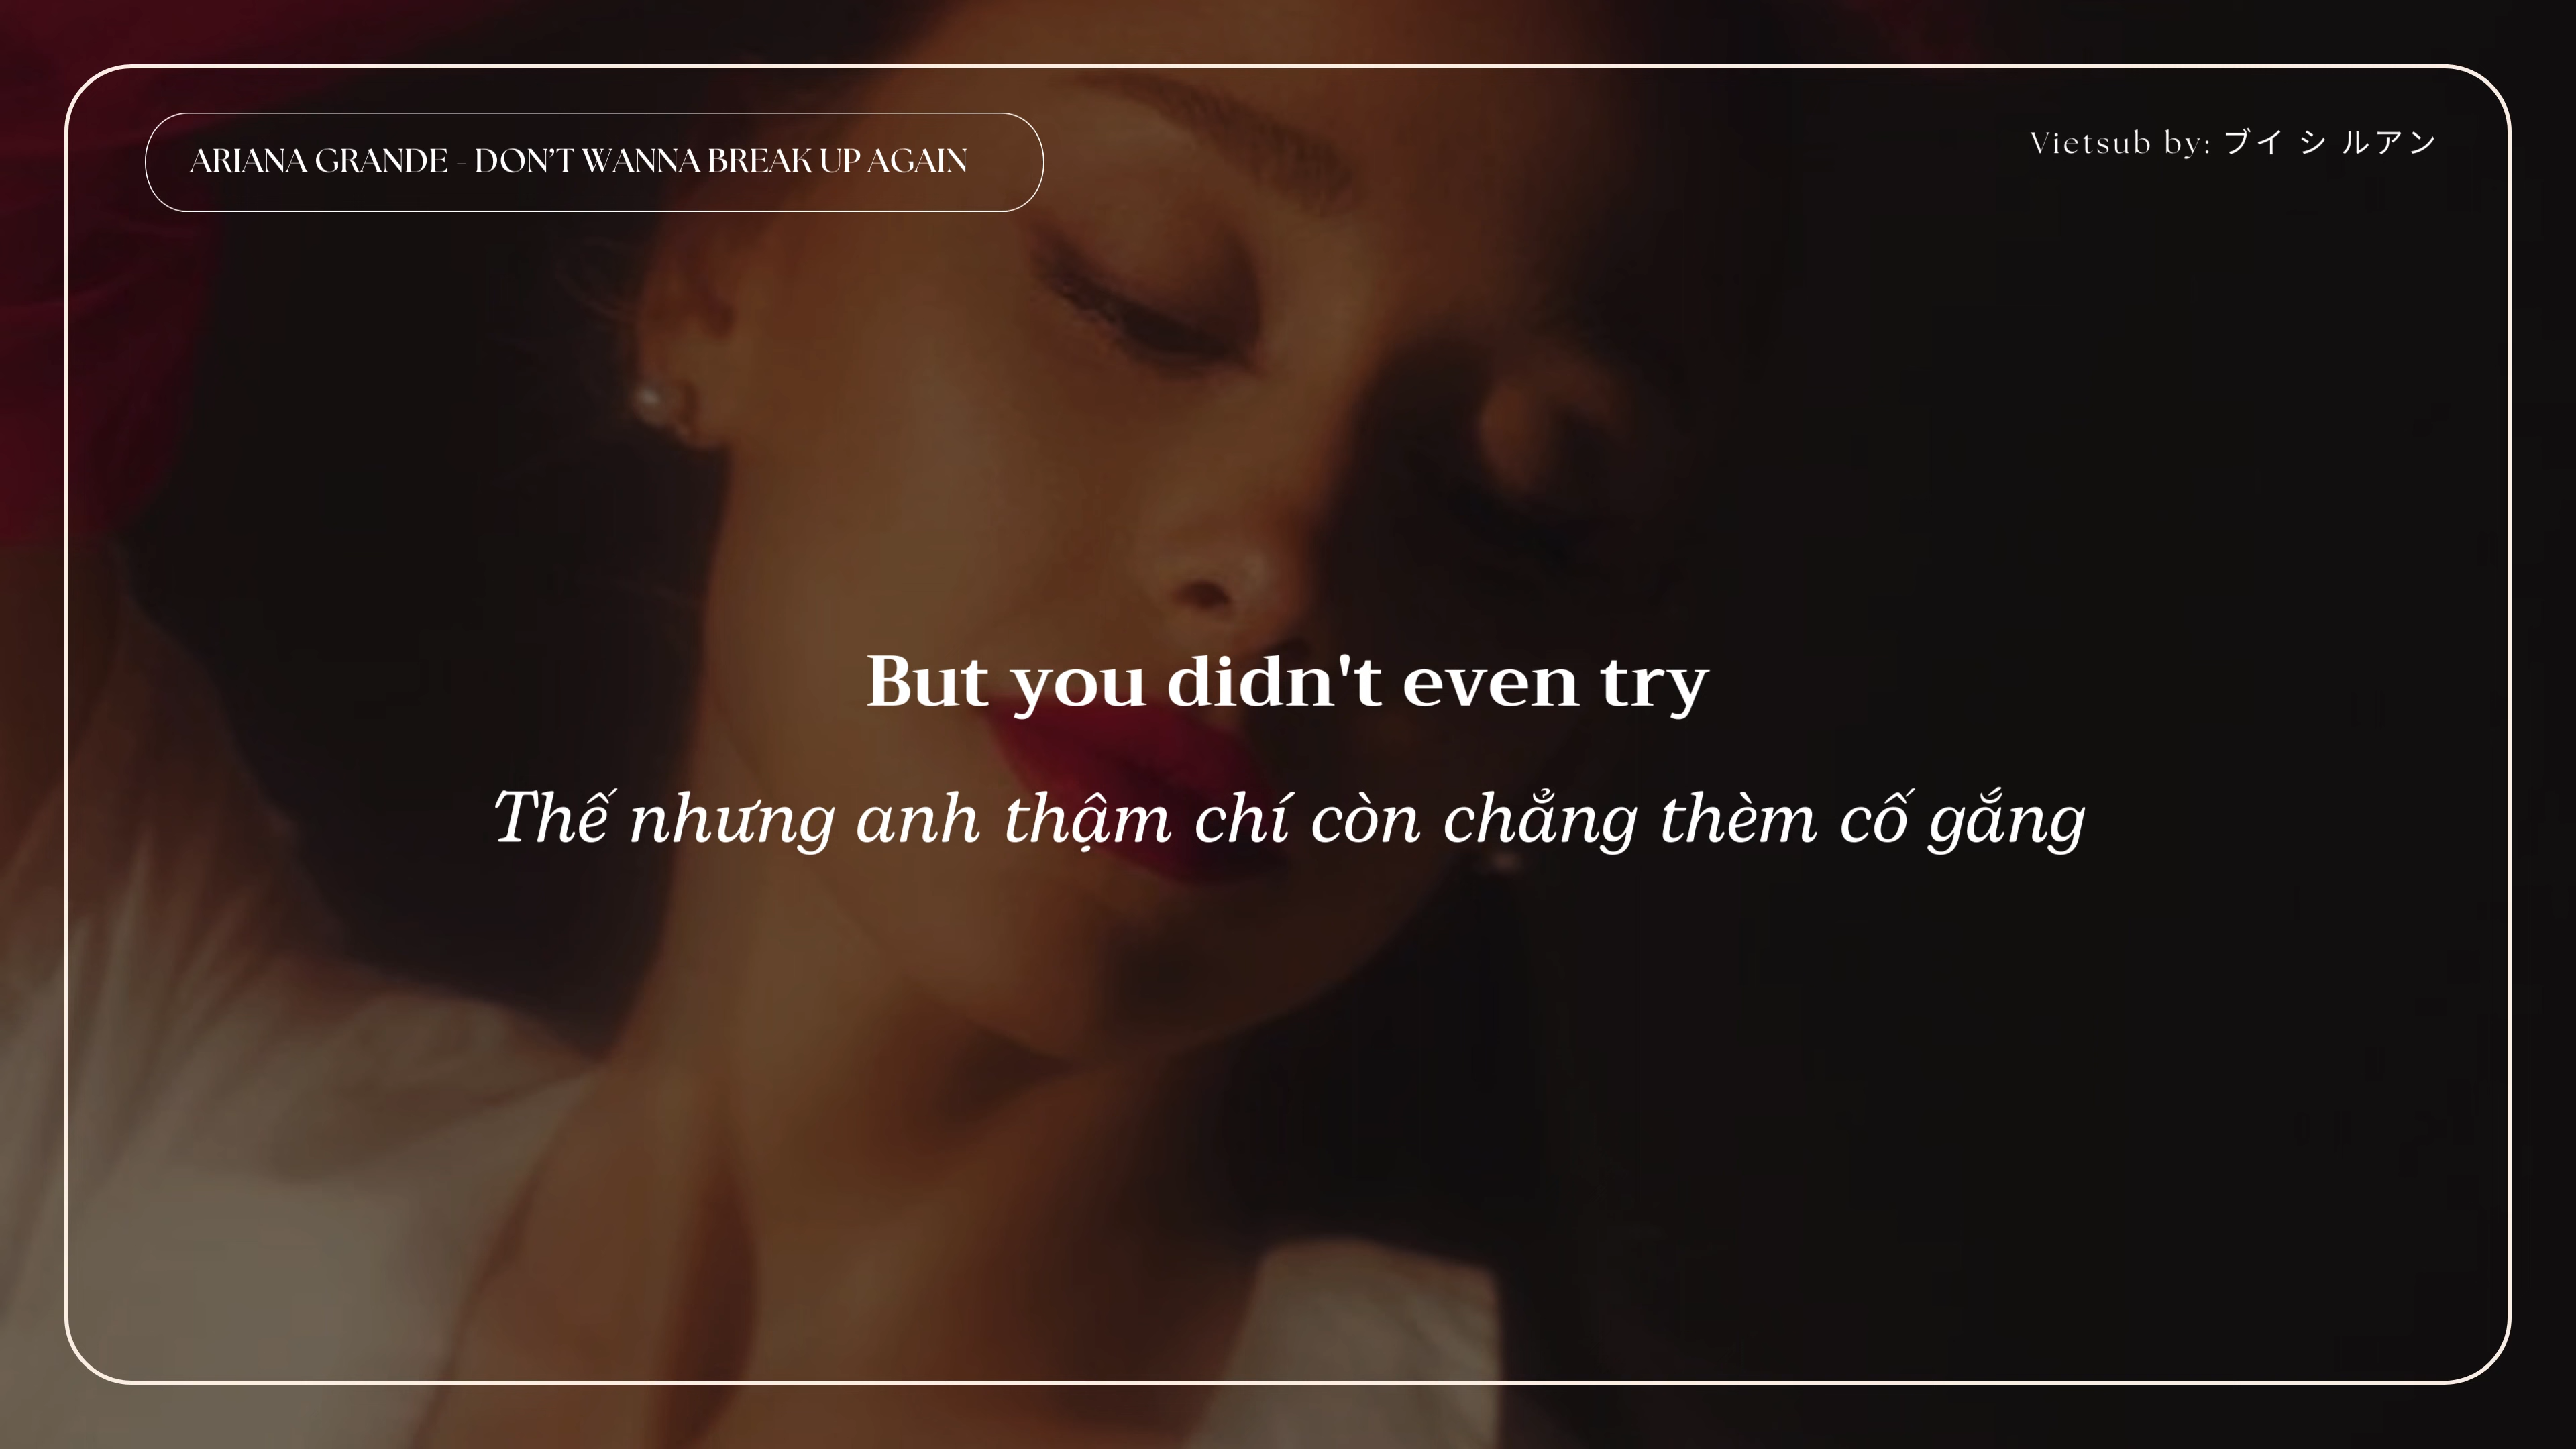 ARIANA GRANDE - DON'T WANNA BREAK UP AGAIN
Vietsub by: ブイ シ ルアン
But you didn't even try
Thế nhưng anh thậm chí còn chẳng thèm cố gắng